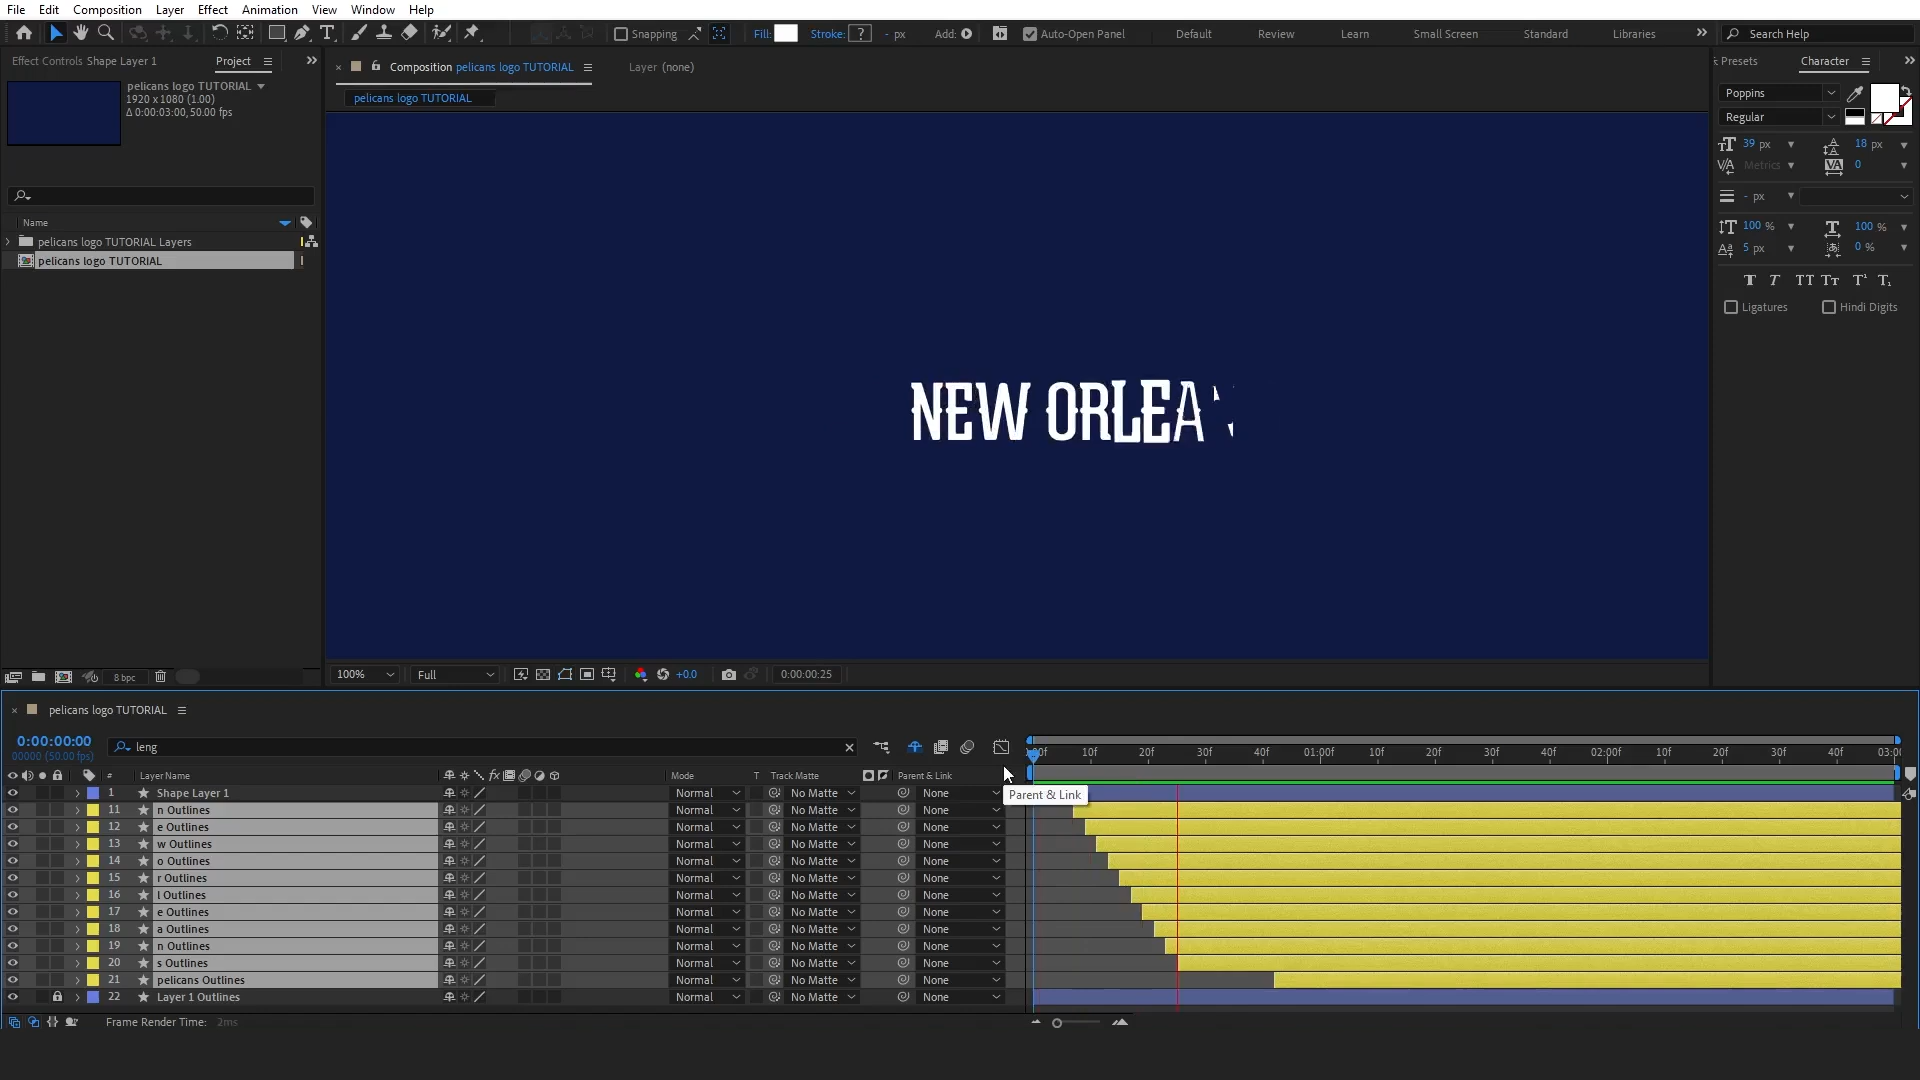 File Edit Composition Layer Effect Animation View Window Help
Snapping Fill: Stroke: ? - px Add: Auto-Open Panel Default Review Learn Small Screen Standard Libraries Search Help
Effect Controls Shape Layer 1 Project
Composition pelicans logo TUTORIAL Layer (none)
Presets Character
pelicans logo TUTORIAL
1920 x 1080 (1.00)
Δ 0:00:03:00, 50.00 fps
pelicans logo TUTORIAL
Poppins
Regular
39 px 18 px
Metrics 0
- px
100 % 100 %
5 px 0 %
Ligatures Hindi Digits
Name
pelicans logo TUTORIAL Layers
pelicans logo TUTORIAL
NEW ORLEA
8 bpc
100% Full +0.0 0:00:00:25
pelicans logo TUTORIAL
0:00:00:00
00000 (50.00 fps)
leng
:00f 10f 20f 30f 40f 01:00f 10f 20f 30f 40f 02:00f 10f 20f 30f 40f 03:00
# Layer Name Mode T Track Matte Parent & Link
1 Shape Layer 1 Normal No Matte None
Parent & Link
11 n Outlines Normal No Matte None
12 e Outlines Normal No Matte None
13 w Outlines Normal No Matte None
14 o Outlines Normal No Matte None
15 r Outlines Normal No Matte None
16 l Outlines Normal No Matte None
17 e Outlines Normal No Matte None
18 a Outlines Normal No Matte None
19 n Outlines Normal No Matte None
20 s Outlines Normal No Matte None
21 pelicans Outlines Normal No Matte None
22 Layer 1 Outlines Normal No Matte None
Frame Render Time: 2ms